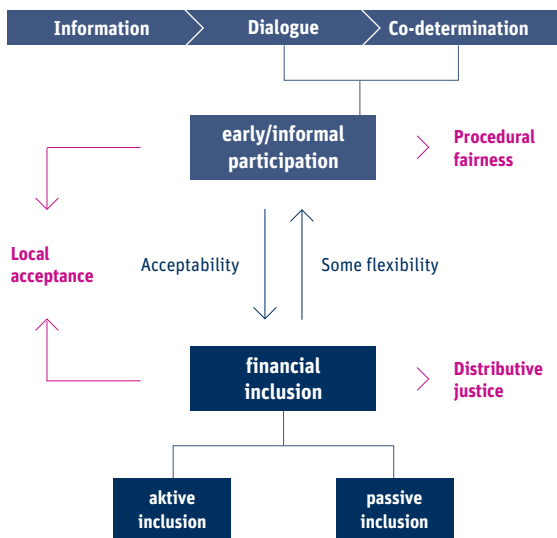 Information
Dialogue
Co-determination
early/informal
participation
Procedural
fairness
Local
acceptance
Acceptability
Some flexibility
financial
inclusion
Distributive
justice
aktive
inclusion
passive
inclusion